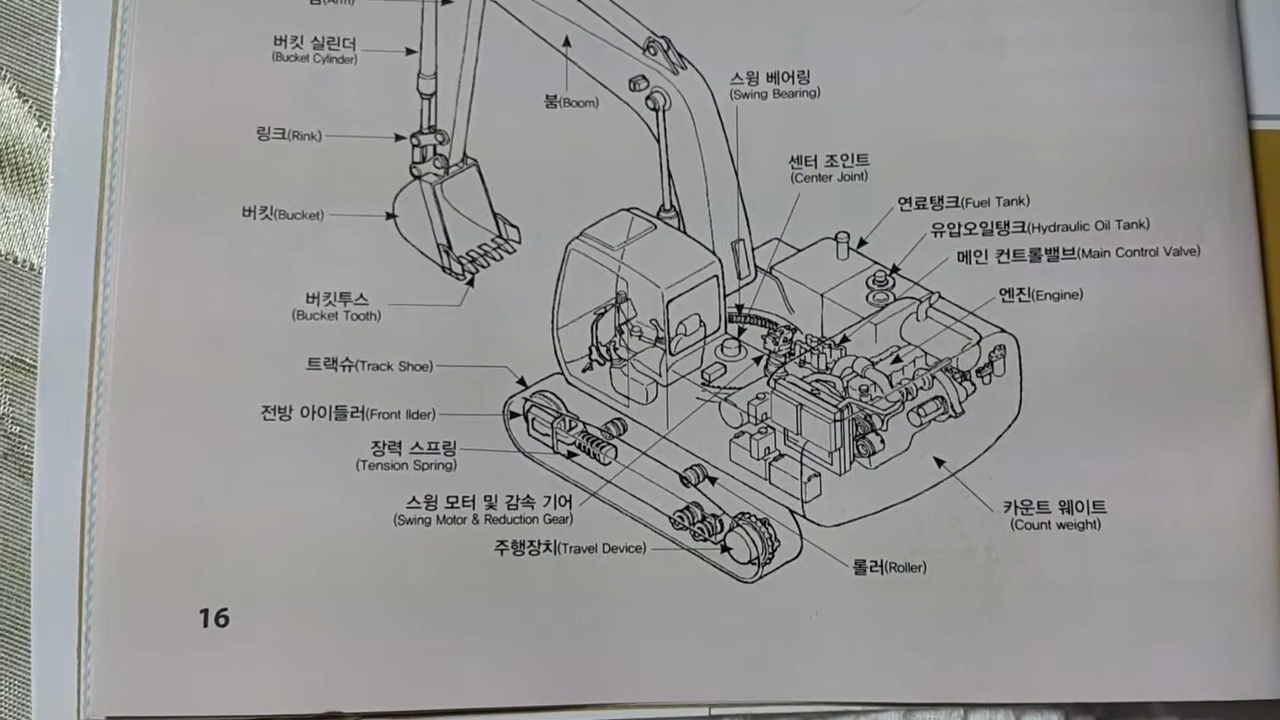 (Arm)
버킷 실린더
(Bucket Cylinder)
붐(Boom)
스윙 베어링
(Swing Bearing)
링크(Rink)
센터 조인트
(Center Joint)
버킷(Bucket)
연료탱크(Fuel Tank)
유압오일탱크(Hydraulic Oil Tank)
메인 컨트롤밸브(Main Control Valve)
엔진(Engine)
버킷투스
(Bucket Tooth)
트랙슈(Track Shoe)
전방 아이들러(Front Ilder)
장력 스프링
(Tension Spring)
스윙 모터 및 감속 기어
(Swing Motor & Reduction Gear)
카운트 웨이트
(Count weight)
주행장치(Travel Device)
롤러(Roller)
16